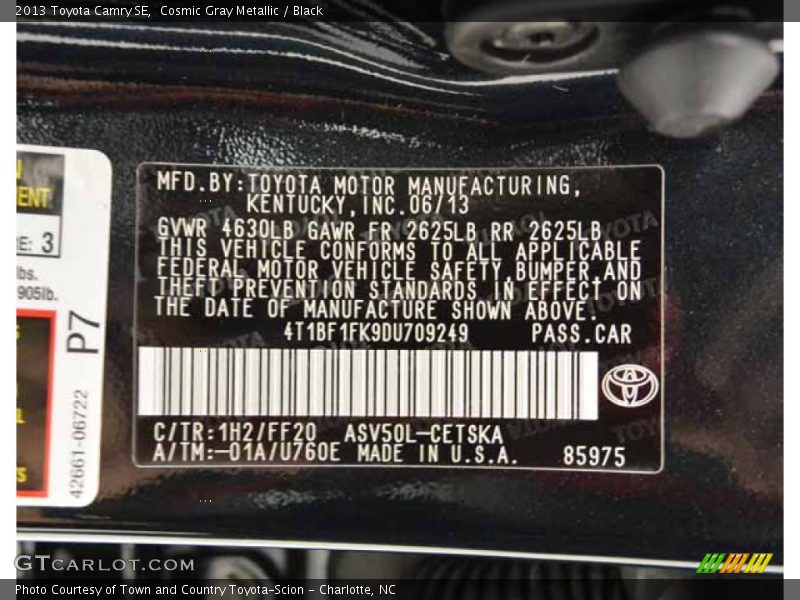 2013 Toyota Camry SE, Cosmic Gray Metallic / Black
MFD.BY:TOYOTA MOTOR MANUFACTURING,
KENTUCKY,INC.06/13
GVWR 4630LB GAWR FR 2625LB RR 2625LB
THIS VEHICLE CONFORMS TO ALL APPLICABLE
FEDERAL MOTOR VEHICLE SAFETY,BUMPER,AND
THEFT PREVENTION STANDARDS IN EFFECT ON
THE DATE OF MANUFACTURE SHOWN ABOVE.
4T1BF1FK9DU709249 PASS.CAR
C/TR:1H2/FF20 ASV50L-CETSKA
A/TM:-01A/U760E MADE IN U.S.A. 85975
: 3
lbs.
905lb.
P7
42661-06722
GTCARLOT.COM
Photo Courtesy of Town and Country Toyota-Scion - Charlotte, NC